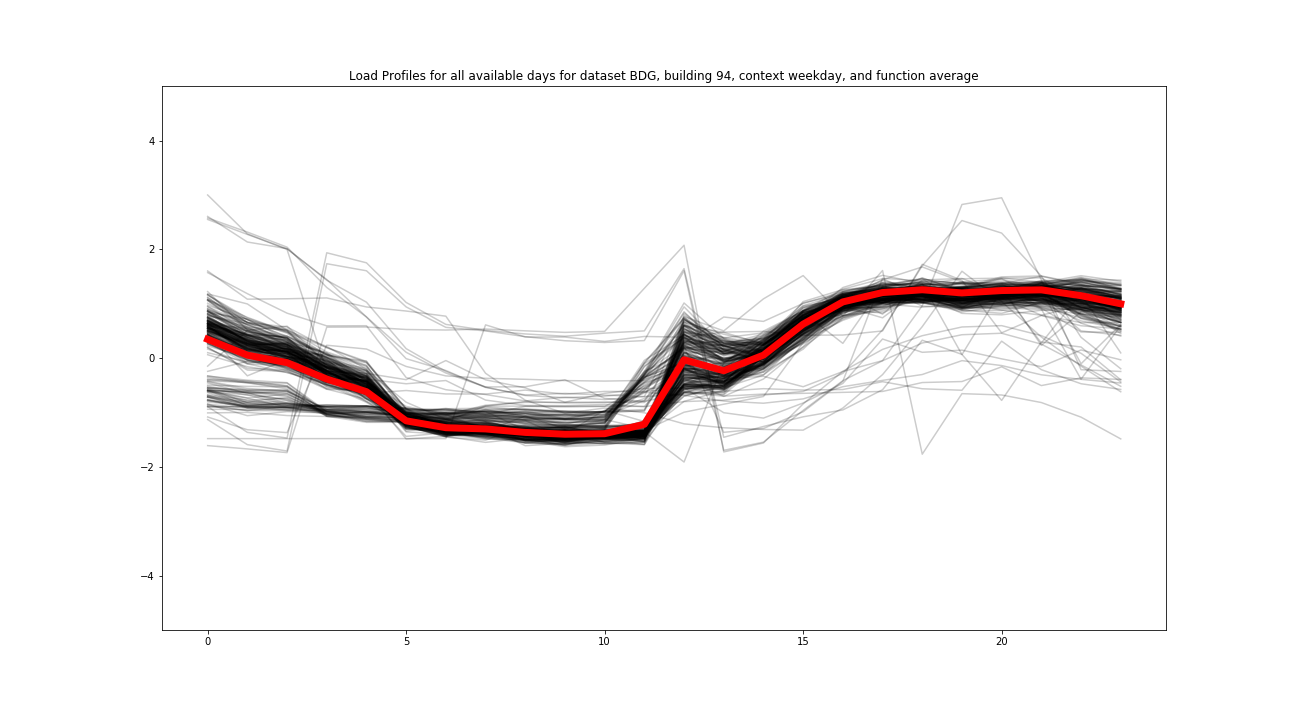 Load Profiles for all available days for dataset BDG, building 94, context weekday, and function average
4
2
0
−2
−4
0 5 10 15 20